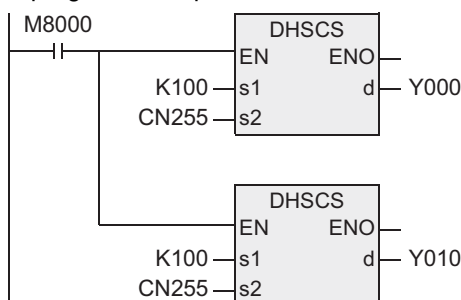 M8000
DHSCS
EN ENO
K100 s1 d Y000
CN255 s2
DHSCS
EN ENO
K100 s1 d Y010
CN255 s2